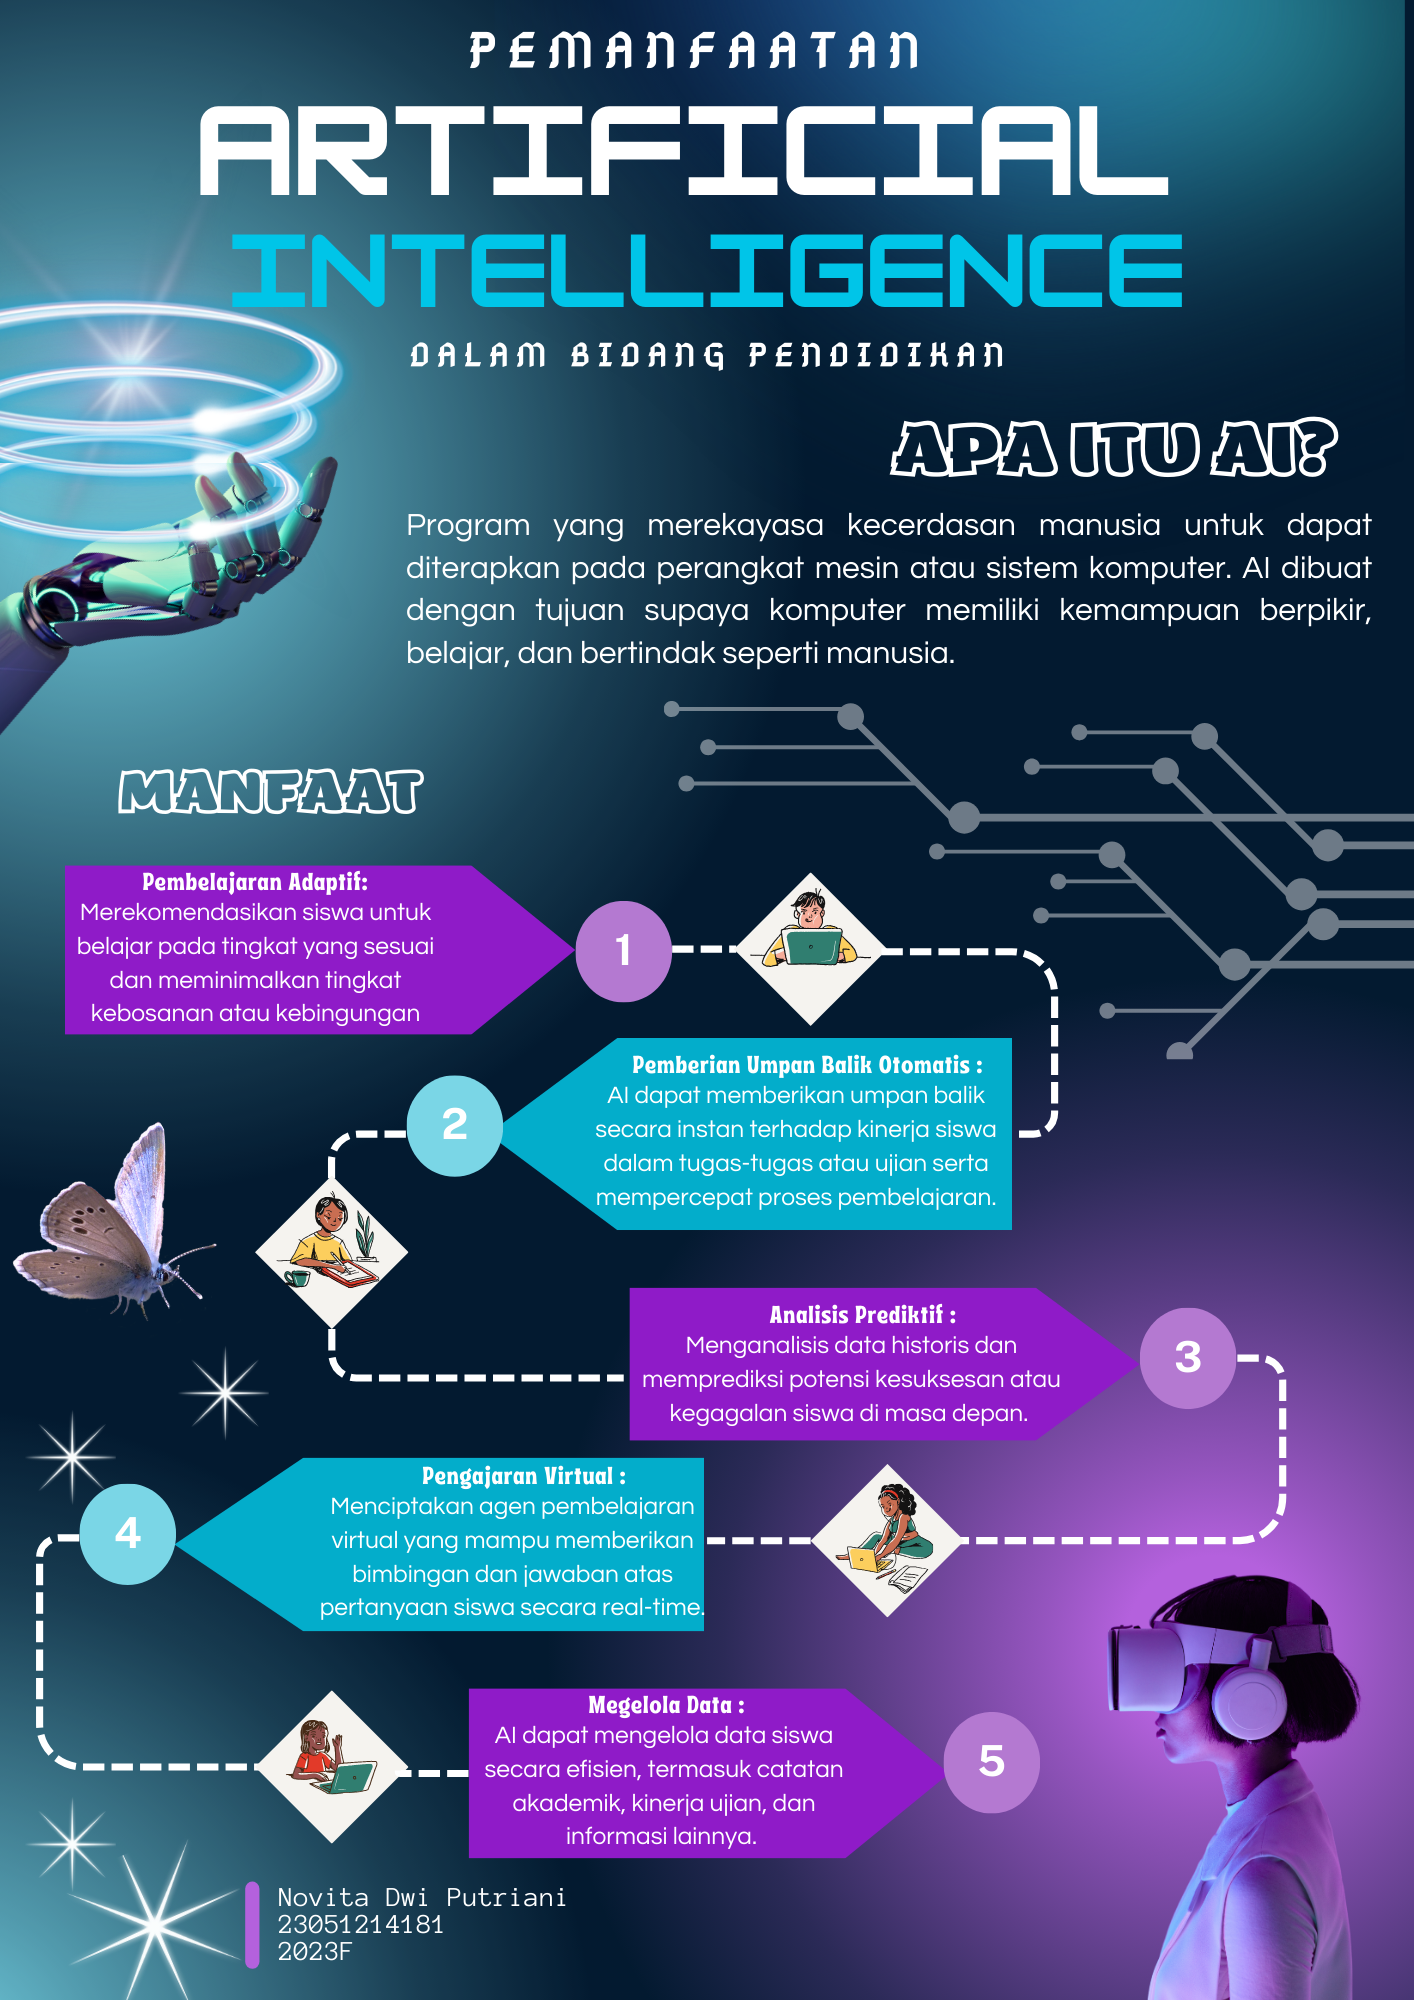 PEMANFAATAN
ARTIFICIAL
INTELLIGENCE
DALAM BIDANG PENDIDIKAN
APA ITU AI?
Program yang merekayasa kecerdasan manusia untuk dapat
diterapkan pada perangkat mesin atau sistem komputer. AI dibuat
dengan tujuan supaya komputer memiliki kemampuan berpikir,
belajar, dan bertindak seperti manusia.
MANFAAT
Pembelajaran Adaptif:
Merekomendasikan siswa untuk
belajar pada tingkat yang sesuai
dan meminimalkan tingkat
kebosanan atau kebingungan
1
Pemberian Umpan Balik Otomatis :
AI dapat memberikan umpan balik
secara instan terhadap kinerja siswa
dalam tugas-tugas atau ujian serta
mempercepat proses pembelajaran.
2
Analisis Prediktif :
Menganalisis data historis dan
memprediksi potensi kesuksesan atau
kegagalan siswa di masa depan.
3
Pengajaran Virtual :
Menciptakan agen pembelajaran
virtual yang mampu memberikan
bimbingan dan jawaban atas
pertanyaan siswa secara real-time.
4
Megelola Data :
AI dapat mengelola data siswa
secara efisien, termasuk catatan
akademik, kinerja ujian, dan
informasi lainnya.
5
Novita Dwi Putriani
23051214181
2023F